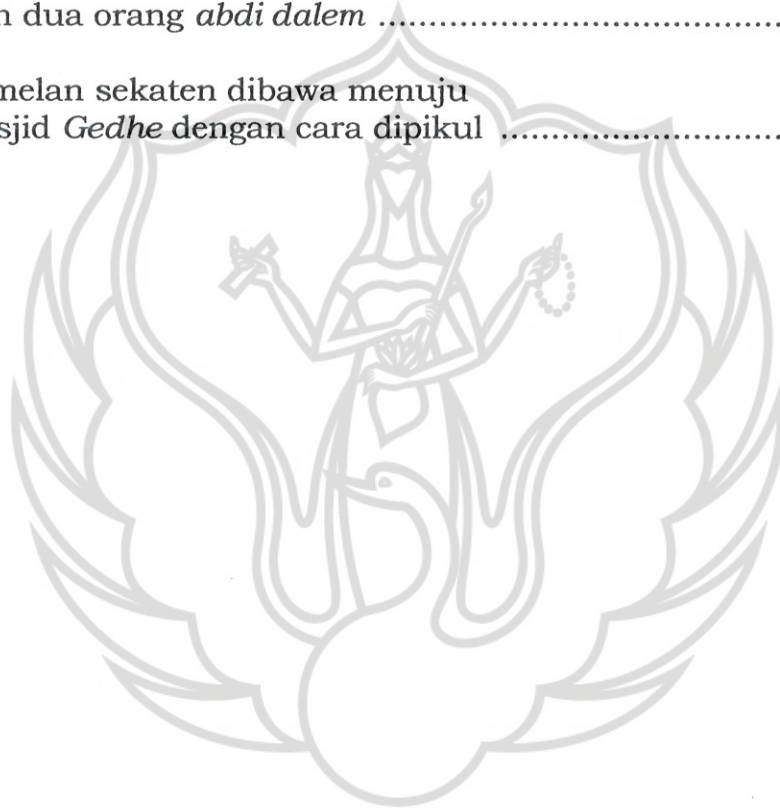 n dua orang abdi dalem ........................................
melan sekaten dibawa menuju
sjid Gedhe dengan cara dipikul ............................